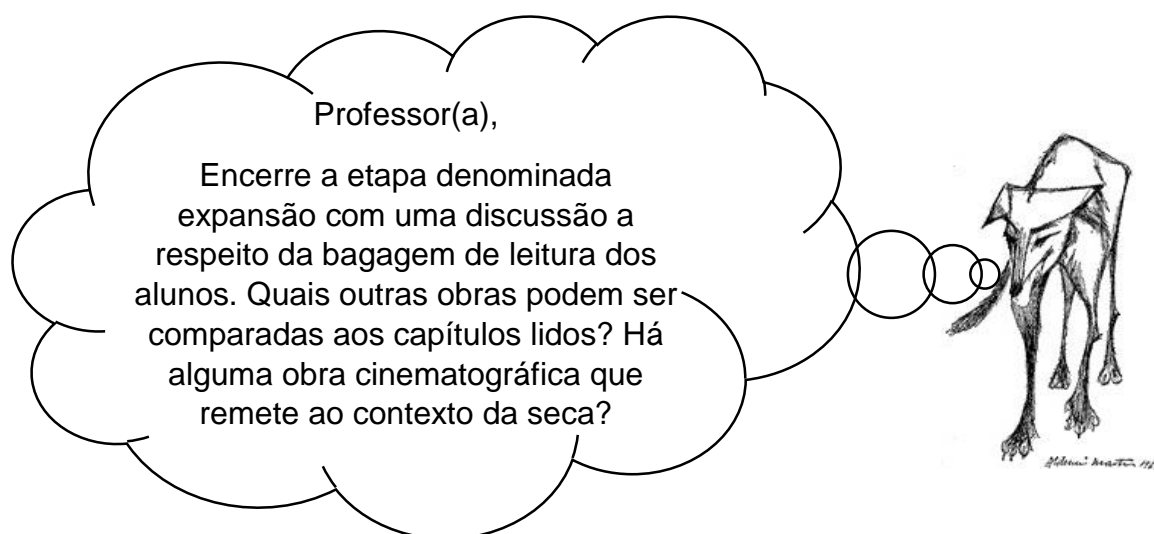 Professor(a),
Encerre a etapa denominada
expansão com uma discussão a
respeito da bagagem de leitura dos
alunos. Quais outras obras podem ser
comparadas aos capítulos lidos? Há
alguma obra cinematográfica que
remete ao contexto da seca?